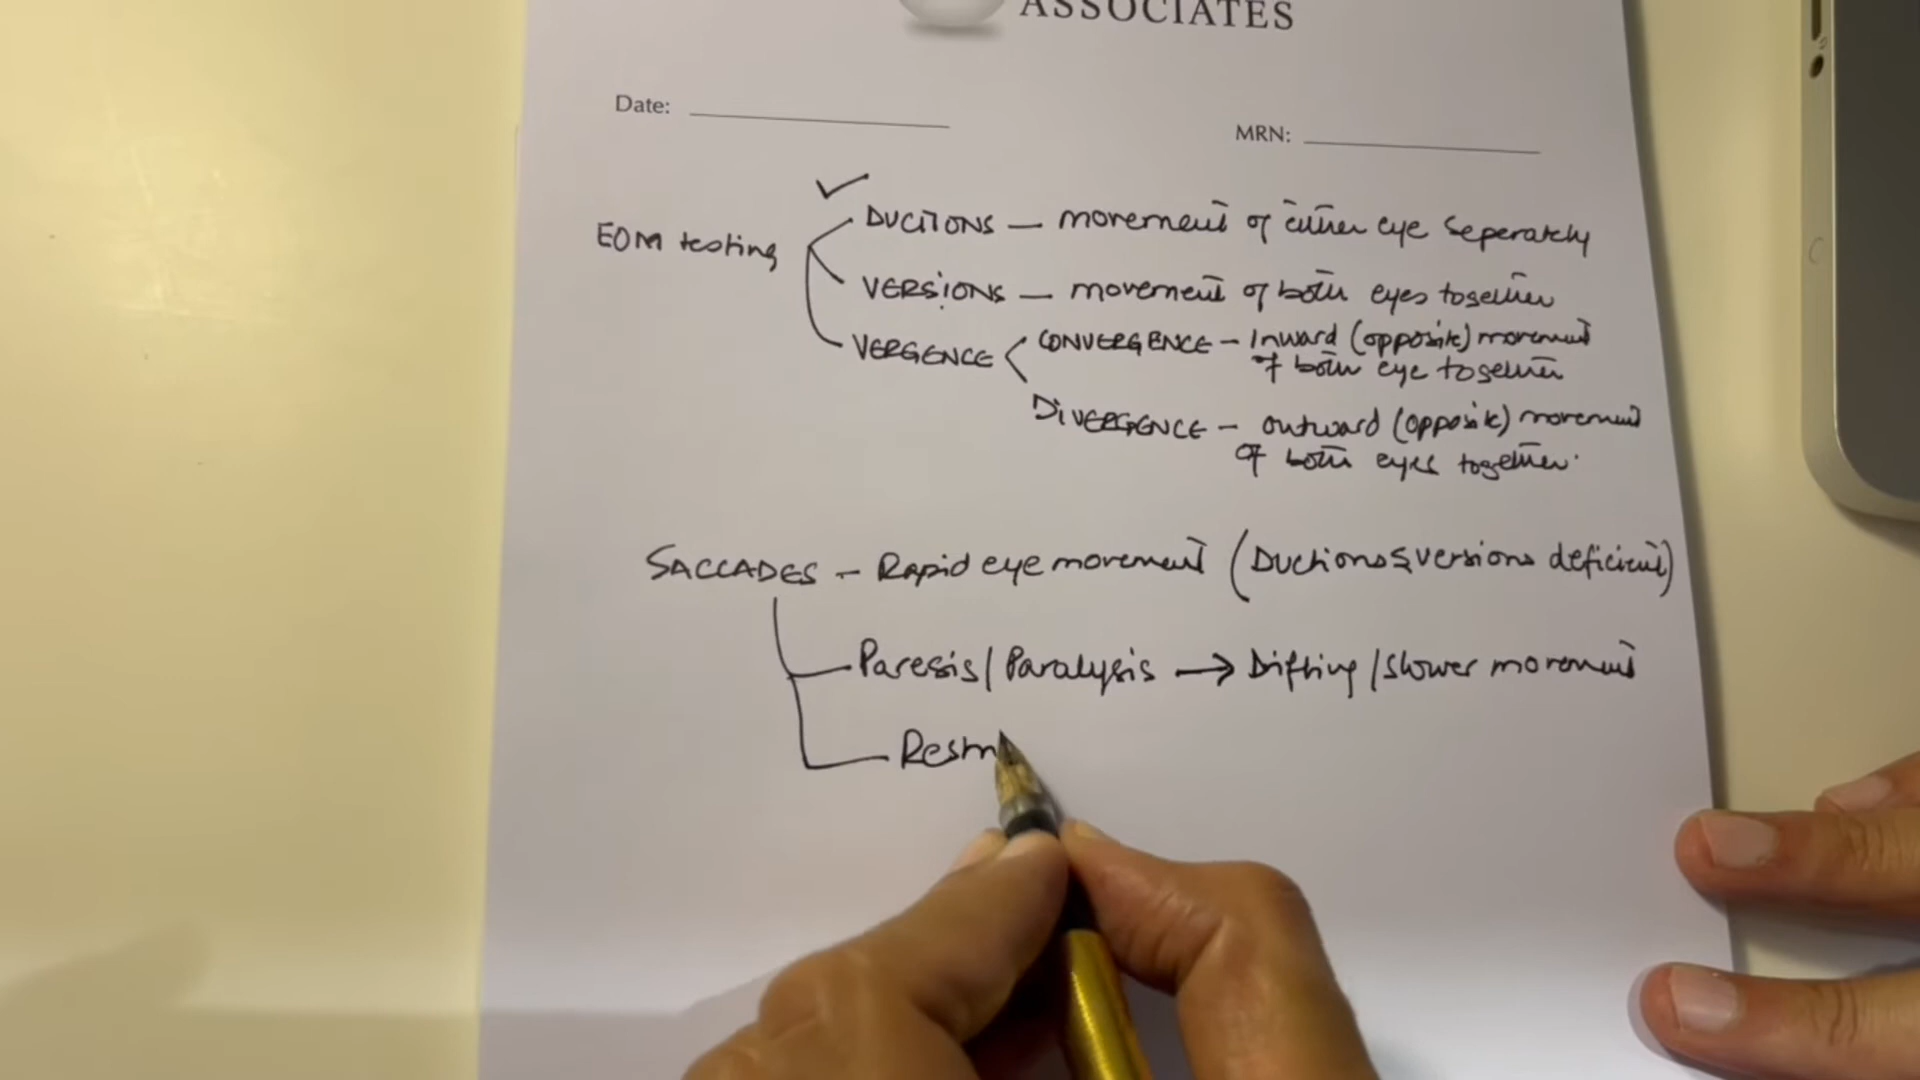 ASSOCIATES
Date:
MRN:
EOM testing
DUCTIONS — movement of either eye seperately
VERSIONS — movement of both eyes together
VERGENCE
CONVERGENCE - Inward (opposite) movement
of both eye together
DIVERGENCE - outward (opposite) movement
of both eyes together.
SACCADES - Rapid eye movement (Ductions & versions deficient)
Paresis/Paralysis → Drifting/slower movement
Restr